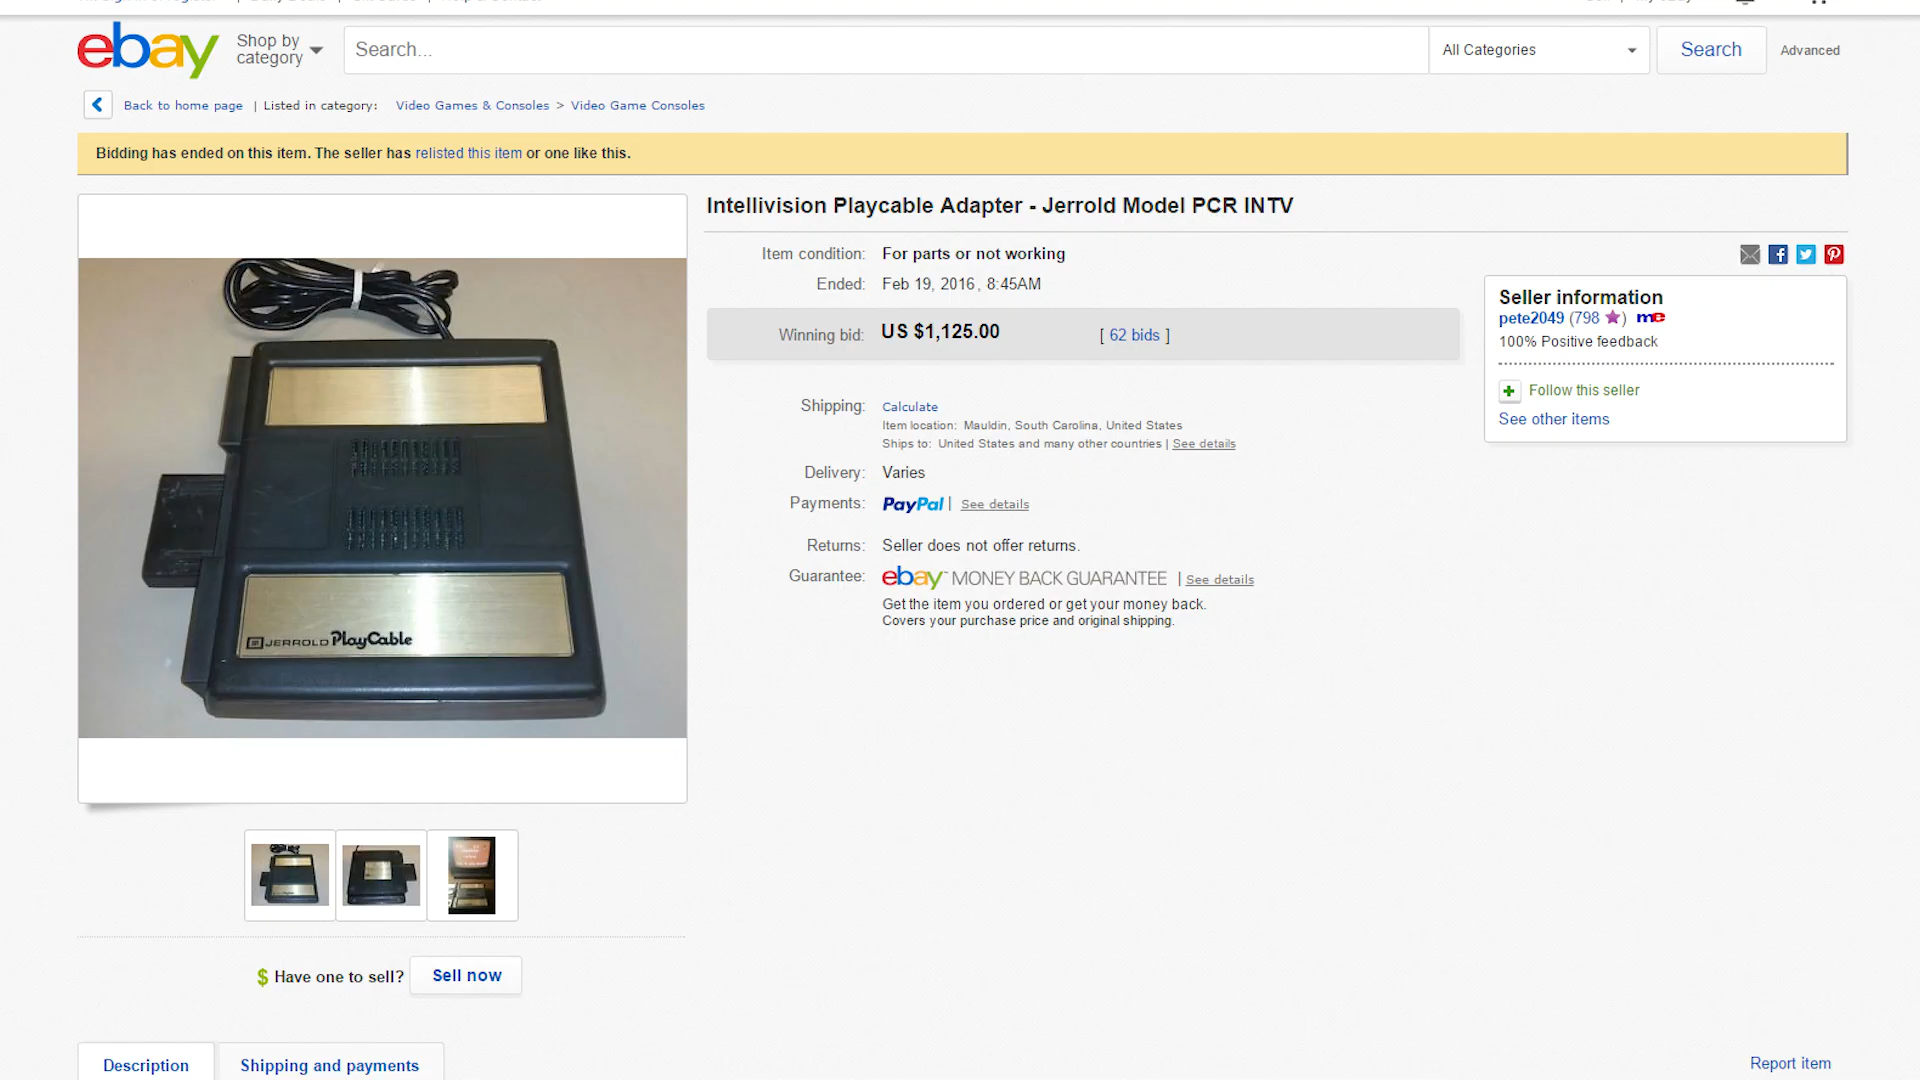 ebay
Shop by
category
Search...
All Categories
Search
Advanced
Back to home page | Listed in category: Video Games & Consoles > Video Game Consoles
Bidding has ended on this item. The seller has relisted this item or one like this.
Intellivision Playcable Adapter - Jerrold Model PCR INTV
Item condition: For parts or not working
Ended: Feb 19, 2016, 8:45AM
Winning bid: US $1,125.00 [ 62 bids ]
Shipping: Calculate
Item location: Mauldin, South Carolina, United States
Ships to: United States and many other countries | See details
Delivery: Varies
Payments: PayPal | See details
Returns: Seller does not offer returns.
Guarantee: ebay™ MONEY BACK GUARANTEE | See details
Get the item you ordered or get your money back.
Covers your purchase price and original shipping.
Seller information
pete2049 (798 ) me
100% Positive feedback
Follow this seller
See other items
JERROLD PlayCable
$ Have one to sell? Sell now
Description
Shipping and payments
Report item